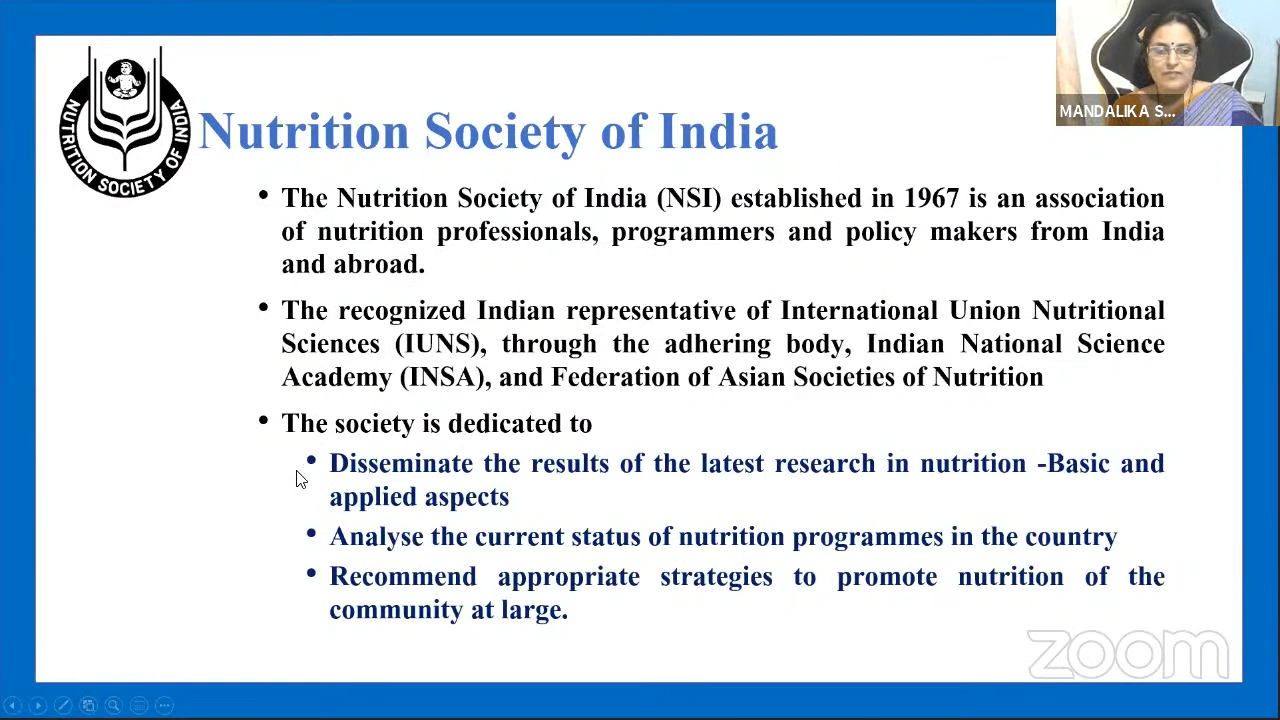 NUTRITION SOCIETY OF INDIA
Nutrition Society of India
MANDALIKA S...
• The Nutrition Society of India (NSI) established in 1967 is an association
of nutrition professionals, programmers and policy makers from India
and abroad.
• The recognized Indian representative of International Union Nutritional
Sciences (IUNS), through the adhering body, Indian National Science
Academy (INSA), and Federation of Asian Societies of Nutrition
• The society is dedicated to
• Disseminate the results of the latest research in nutrition -Basic and
applied aspects
• Analyse the current status of nutrition programmes in the country
• Recommend appropriate strategies to promote nutrition of the
community at large.
zoom